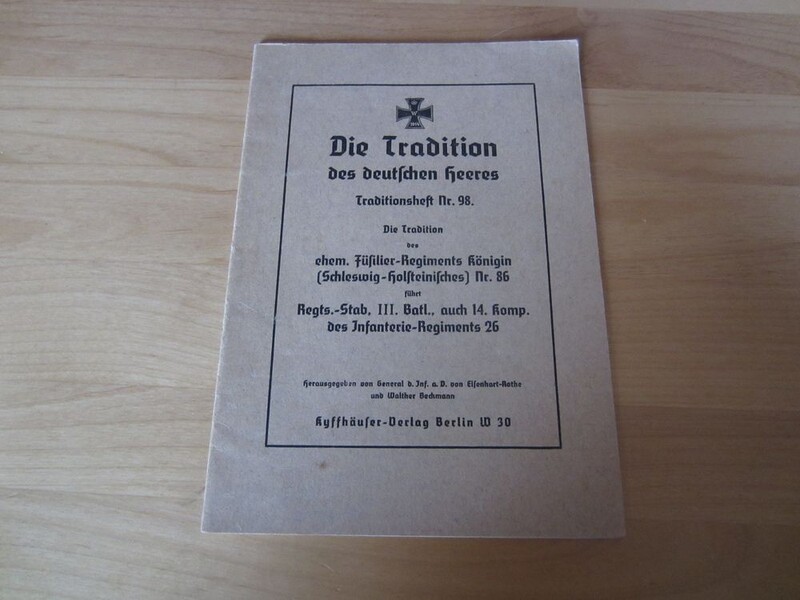 Die Tradition
des deutſchen Heeres
Traditionsheft Nr. 98.
Die Tradition
des
ehem. Füſilier-Regiments Königin
(Schleswig-Holſteiniſches) Nr. 86
führt
Regts.-Stab, III. Batl., auch 14. Komp.
des Infanterie-Regiments 26
Herausgegeben von General d. Inf. a. D. von Eiſenhart-Rothe
und Walther Beckmann
Kyffhäuſer-Verlag Berlin W 30